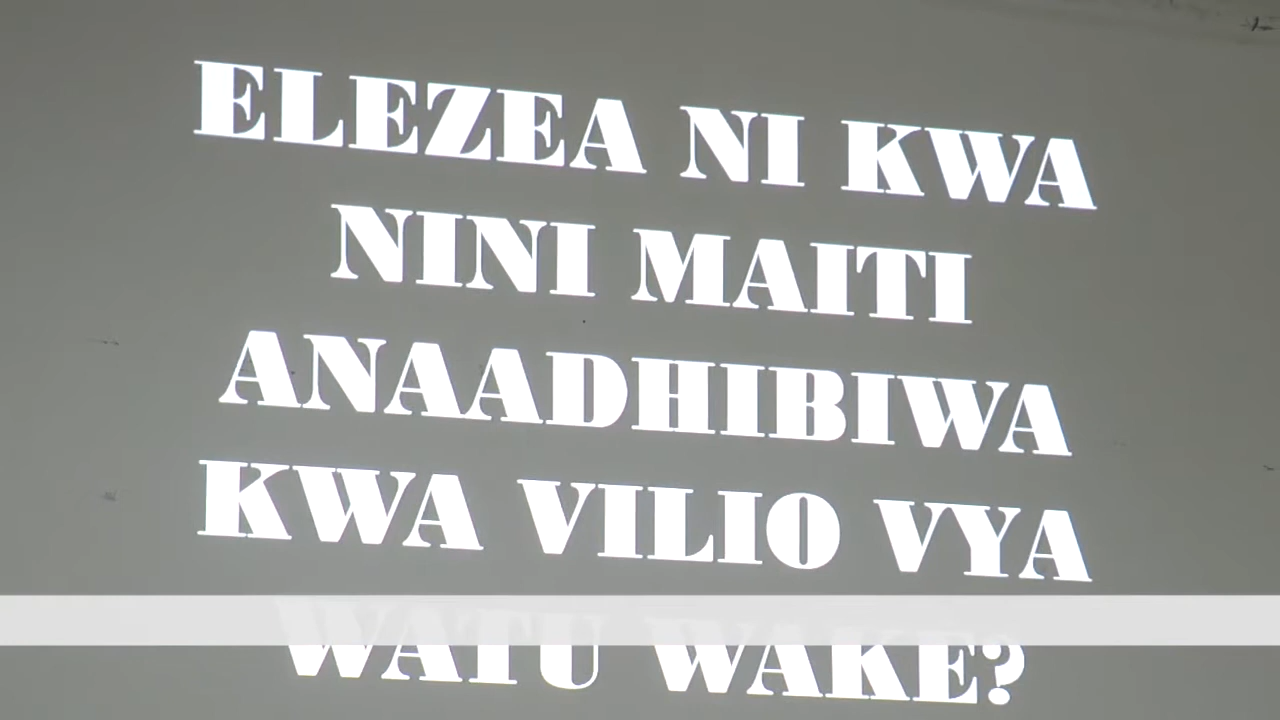 ELEZEA NI KWA
NINI MAITI
ANAADHIBIWA
KWA VILIO VYA
WATU WAKE?